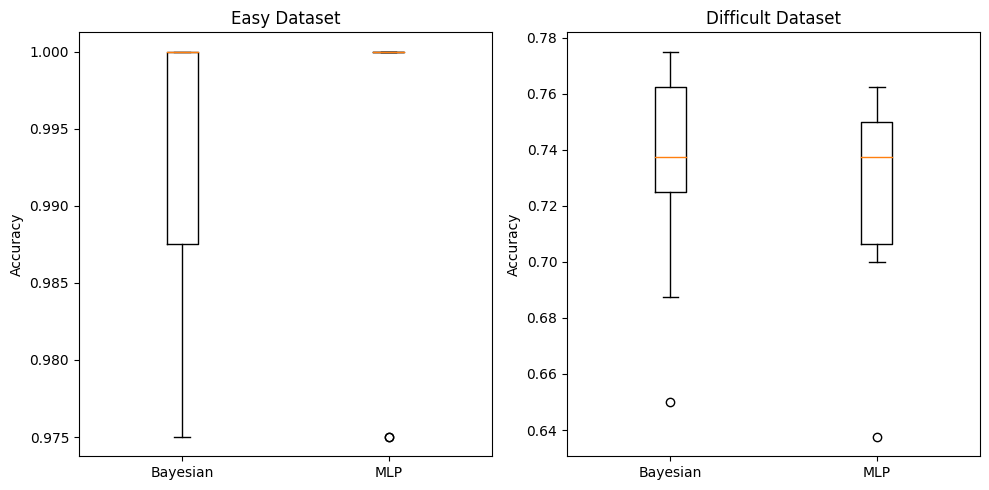 Easy Dataset
Accuracy
1.000
0.995
0.990
0.985
0.980
0.975
Bayesian
MLP
Difficult Dataset
Accuracy
0.78
0.76
0.74
0.72
0.70
0.68
0.66
0.64
Bayesian
MLP